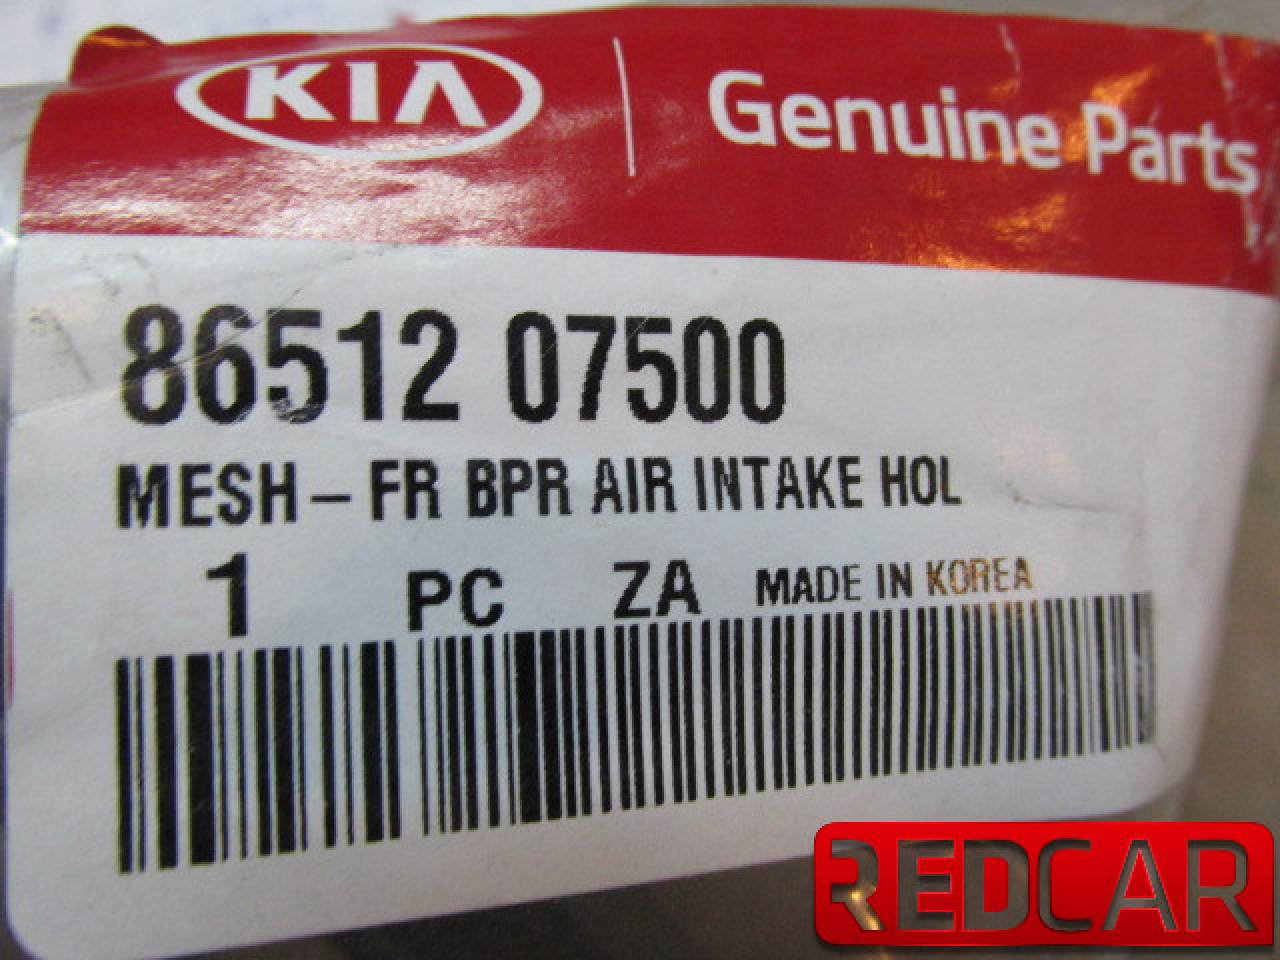 KIA Genuine Parts
86512 07500
MESH-FR BPR AIR INTAKE HOL
1 PC ZA MADE IN KOREA
REDCAR